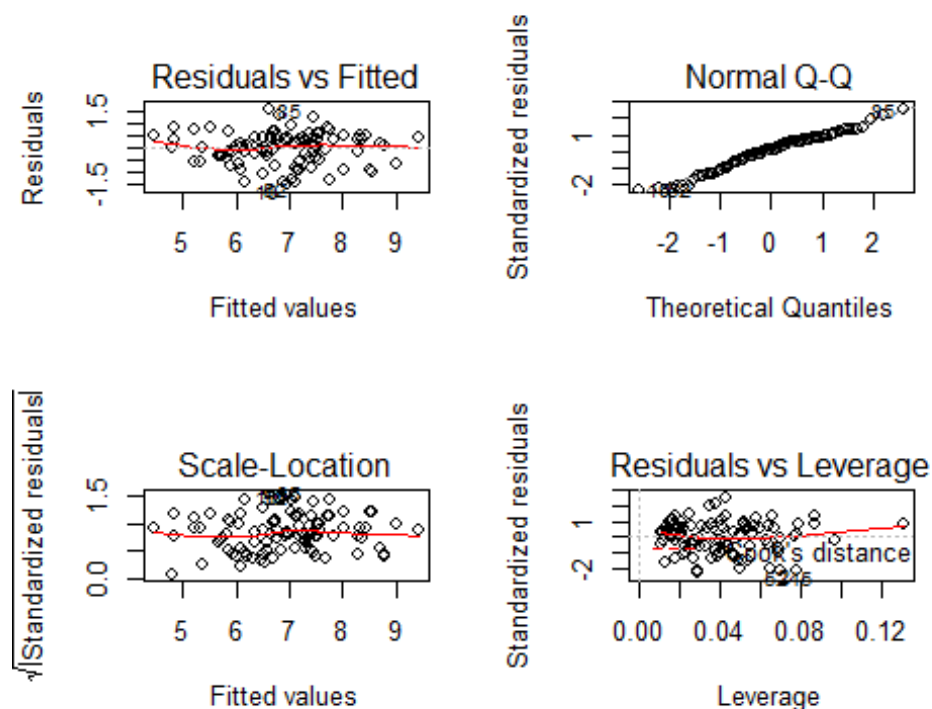 Residuals vs Fitted
Residuals
1.5
-1.5
5 6 7 8 9
Fitted values
Normal Q-Q
Standardized residuals
1
-2
-2 -1 0 1 2
Theoretical Quantiles
Scale-Location
√|Standardized residuals|
1.5
0.0
5 6 7 8 9
Fitted values
Residuals vs Leverage
Standardized residuals
1
-2
distance
0.00 0.04 0.08 0.12
Leverage